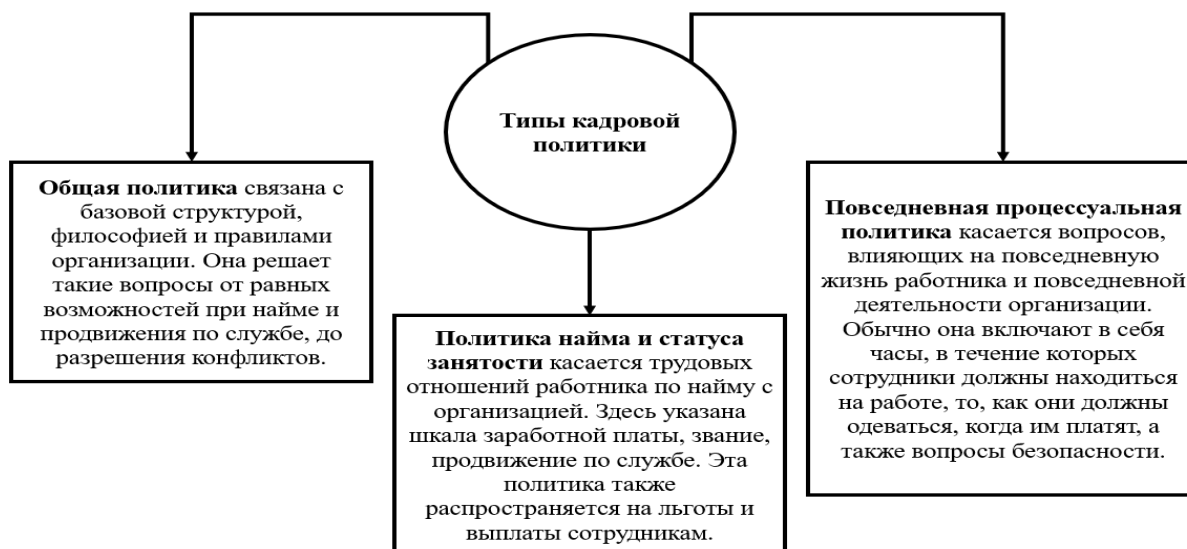 Типы кадровой
политики
Общая политика связана с
базовой структурой,
философией и правилами
организации. Она решает
такие вопросы от равных
возможностей при найме и
продвижения по службе, до
разрешения конфликтов.
Политика найма и статуса
занятости касается трудовых
отношений работника по найму с
организацией. Здесь указана
шкала заработной платы, звание,
продвижение по службе. Эта
политика также
распространяется на льготы и
выплаты сотрудникам.
Повседневная процессуальная
политика касается вопросов,
влияющих на повседневную
жизнь работника и повседневной
деятельности организации.
Обычно она включают в себя
часы, в течение которых
сотрудники должны находиться
на работе, то, как они должны
одеваться, когда им платят, а
также вопросы безопасности.